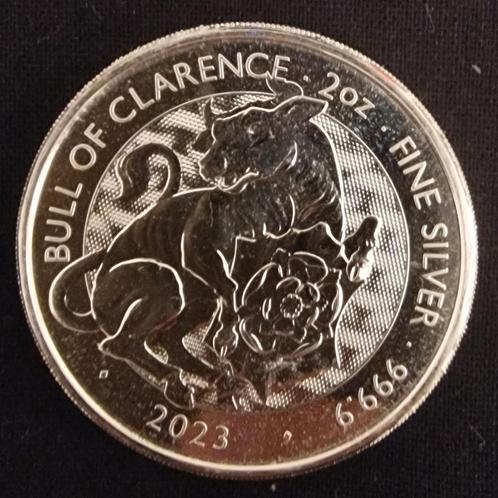 BULL OF CLARENCE · 2OZ · FINE SILVER · 999.9
2023